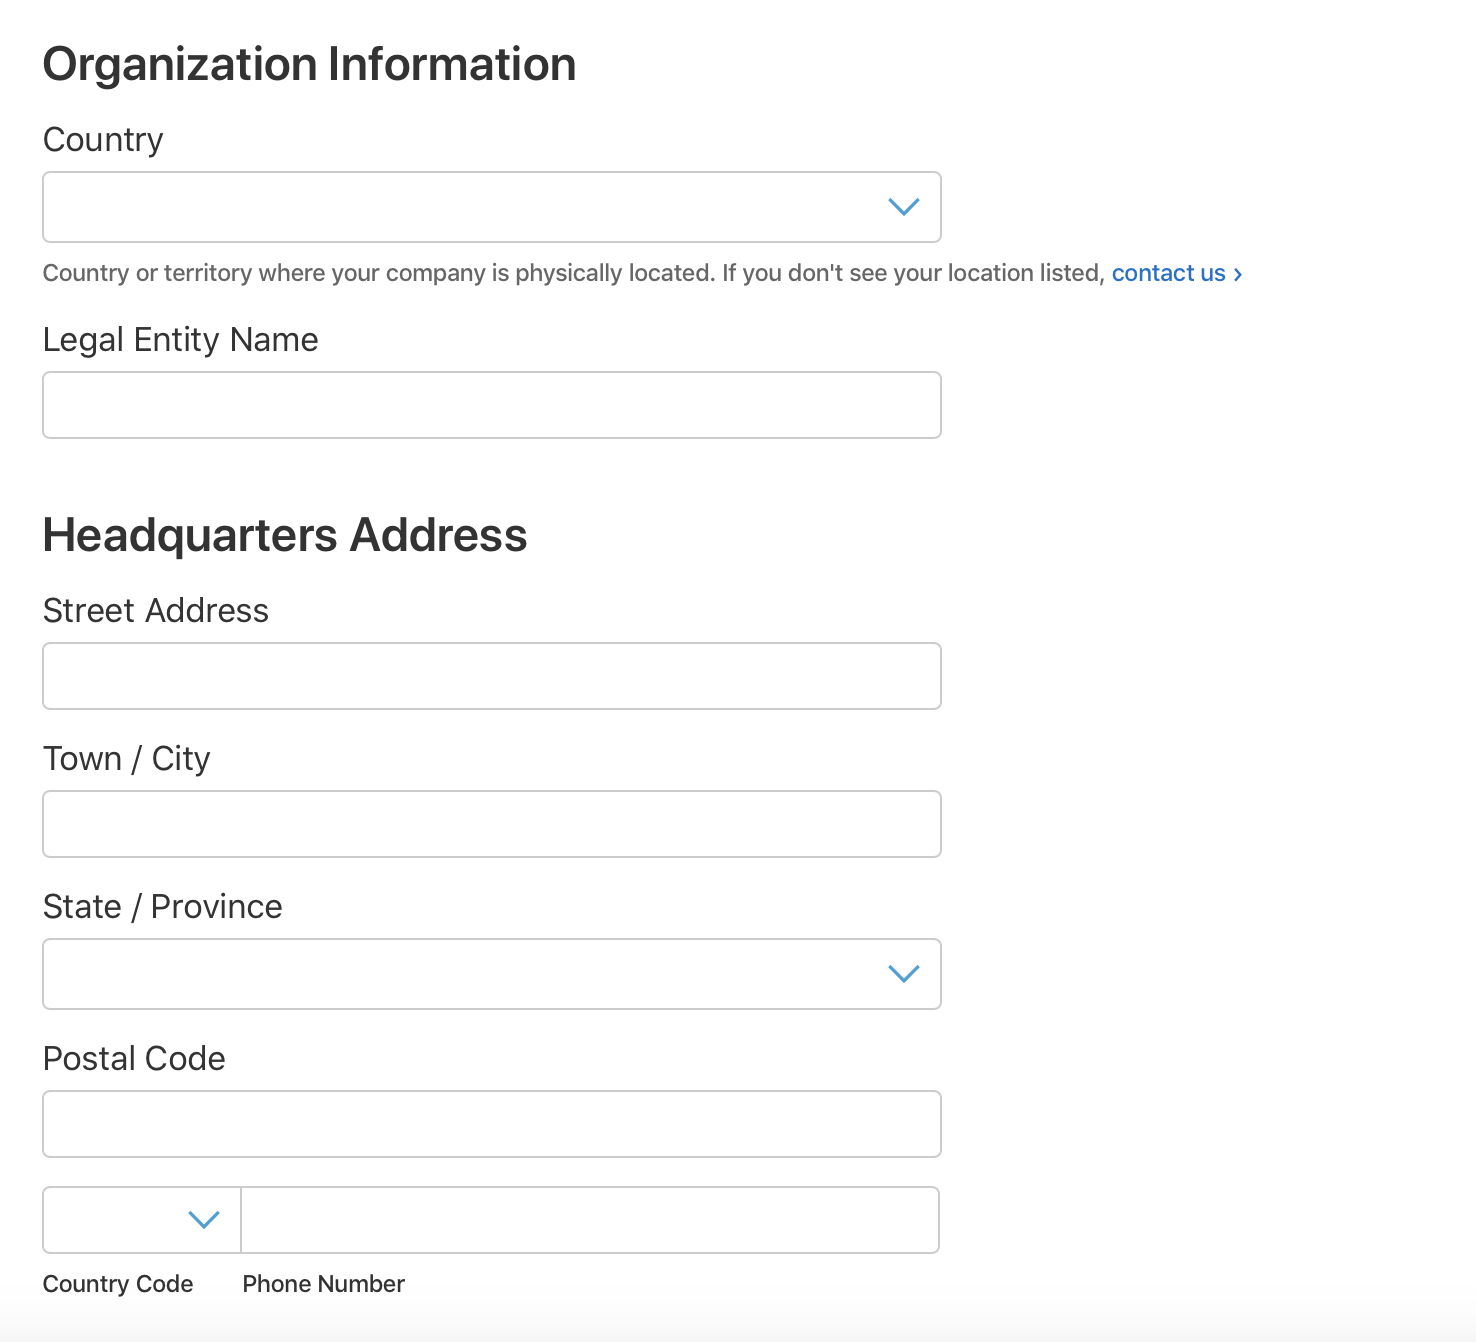 Organization Information
Country
Country or territory where your company is physically located. If you don't see your location listed, contact us ›
Legal Entity Name
Headquarters Address
Street Address
Town / City
State / Province
Postal Code
Country Code Phone Number